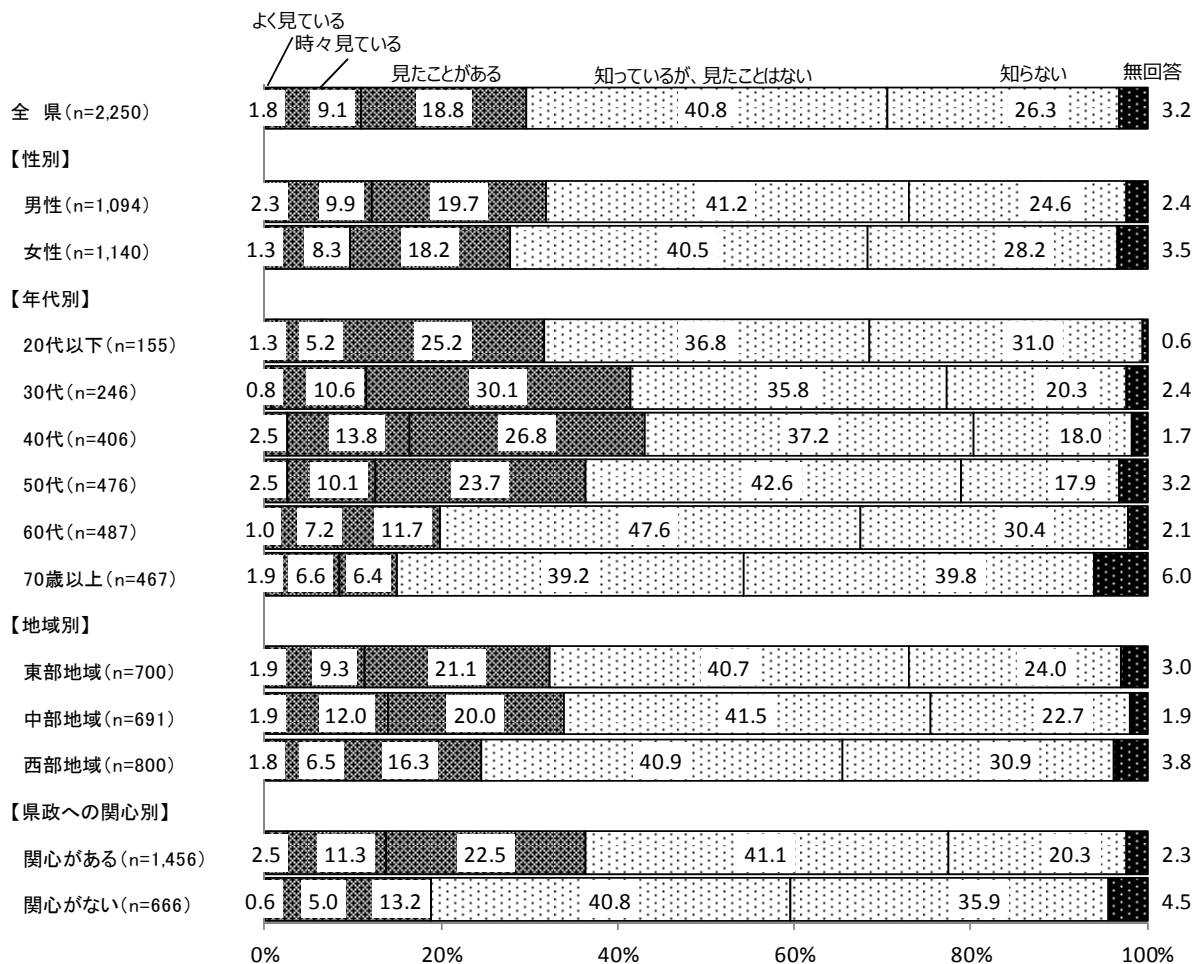 よく見ている
時々見ている
見たことがある 知っているが、見たことはない 知らない 無回答
全 県(n=2,250) 1.8 9.1 18.8 40.8 26.3 3.2
【性別】
男性(n=1,094) 2.3 9.9 19.7 41.2 24.6 2.4
女性(n=1,140) 1.3 8.3 18.2 40.5 28.2 3.5
【年代別】
20代以下(n=155) 1.3 5.2 25.2 36.8 31.0 0.6
30代(n=246) 0.8 10.6 30.1 35.8 20.3 2.4
40代(n=406) 2.5 13.8 26.8 37.2 18.0 1.7
50代(n=476) 2.5 10.1 23.7 42.6 17.9 3.2
60代(n=487) 1.0 7.2 11.7 47.6 30.4 2.1
70歳以上(n=467) 1.9 6.6 6.4 39.2 39.8 6.0
【地域別】
東部地域(n=700) 1.9 9.3 21.1 40.7 24.0 3.0
中部地域(n=691) 1.9 12.0 20.0 41.5 22.7 1.9
西部地域(n=800) 1.8 6.5 16.3 40.9 30.9 3.8
【県政への関心別】
関心がある(n=1,456) 2.5 11.3 22.5 41.1 20.3 2.3
関心がない(n=666) 0.6 5.0 13.2 40.8 35.9 4.5
0% 20% 40% 60% 80% 100%